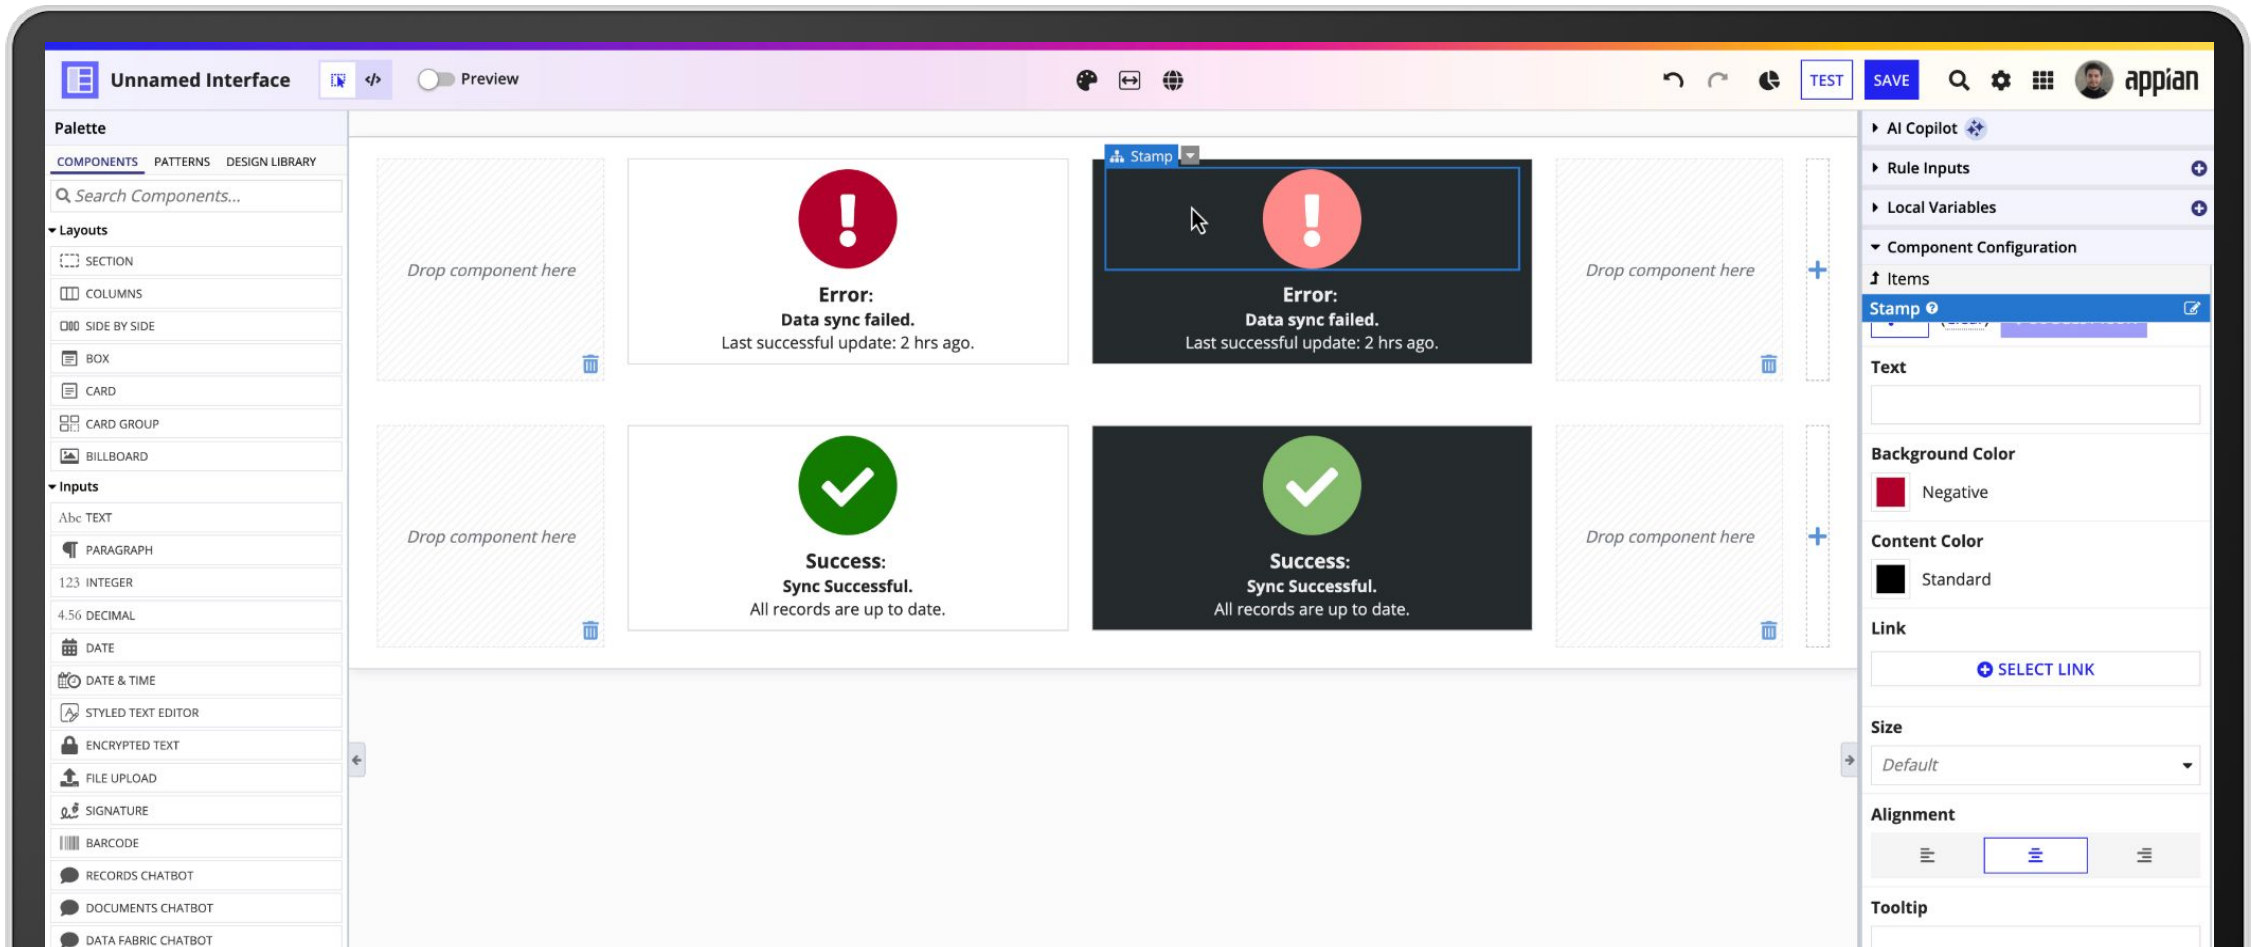 Unnamed Interface
Preview
TEST
SAVE
appian
Palette
COMPONENTS
PATTERNS
DESIGN LIBRARY
Search Components...
Layouts
SECTION
COLUMNS
SIDE BY SIDE
BOX
CARD
CARD GROUP
BILLBOARD
Inputs
Abc TEXT
PARAGRAPH
123 INTEGER
4.56 DECIMAL
DATE
DATE & TIME
STYLED TEXT EDITOR
ENCRYPTED TEXT
FILE UPLOAD
SIGNATURE
BARCODE
RECORDS CHATBOT
DOCUMENTS CHATBOT
DATA FABRIC CHATBOT
Drop component here
Error:
Data sync failed.
Last successful update: 2 hrs ago.
Stamp
Error:
Data sync failed.
Last successful update: 2 hrs ago.
Drop component here
Drop component here
Success:
Sync Successful.
All records are up to date.
Success:
Sync Successful.
All records are up to date.
Drop component here
AI Copilot
Rule Inputs
Local Variables
Component Configuration
Items
Stamp
Text
Background Color
Negative
Content Color
Standard
Link
SELECT LINK
Size
Default
Alignment
Tooltip